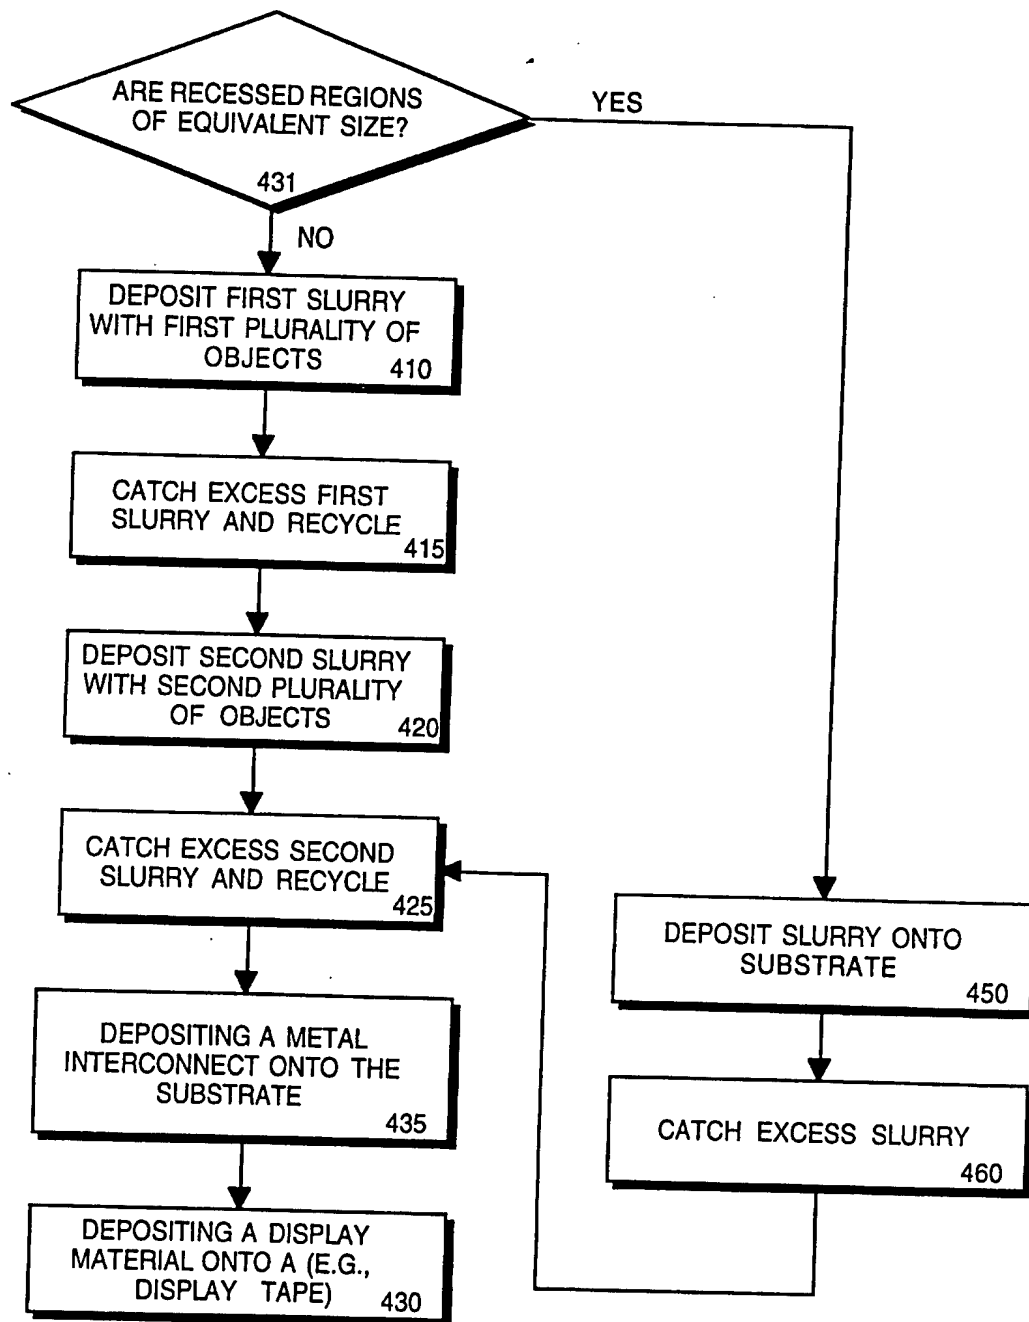 ARE RECESSED REGIONS
OF EQUIVALENT SIZE?
431
YES
NO
DEPOSIT FIRST SLURRY
WITH FIRST PLURALITY OF
OBJECTS 410
CATCH EXCESS FIRST
SLURRY AND RECYCLE
415
DEPOSIT SECOND SLURRY
WITH SECOND PLURALITY
OF OBJECTS 420
CATCH EXCESS SECOND
SLURRY AND RECYCLE
425
DEPOSITING A METAL
INTERCONNECT ONTO THE
SUBSTRATE
435
DEPOSITING A DISPLAY
MATERIAL ONTO A (E.G.,
DISPLAY TAPE) 430
DEPOSIT SLURRY ONTO
SUBSTRATE
450
CATCH EXCESS SLURRY
460